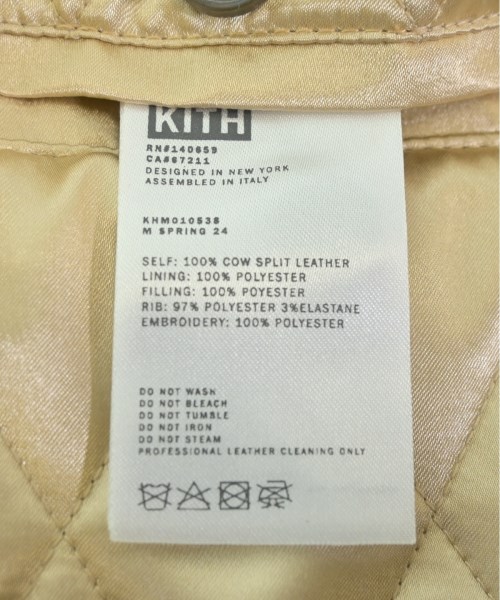 KITH
RN#140659
CA#67211
DESIGNED IN NEW YORK
ASSEMBLED IN ITALY
KHM010538
M SPRING 24
SELF: 100% COW SPLIT LEATHER
LINING: 100% POLYESTER
FILLING: 100% POYESTER
RIB: 97% POLYESTER 3%ELASTANE
EMBROIDERY: 100% POLYESTER
DO NOT WASH
DO NOT BLEACH
DO NOT TUMBLE
DO NOT IRON
DO NOT STEAM
PROFESSIONAL LEATHER CLEANING ONLY